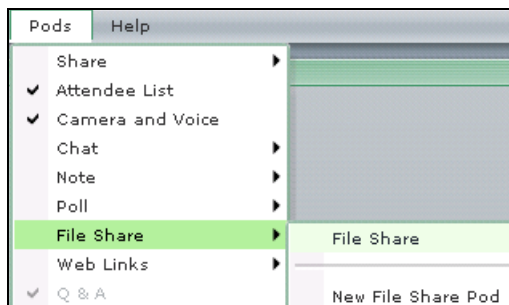 Pods Help
Share
Attendee List
Camera and Voice
Chat
Note
Poll
File Share
File Share
Web Links
Q & A
New File Share Pod